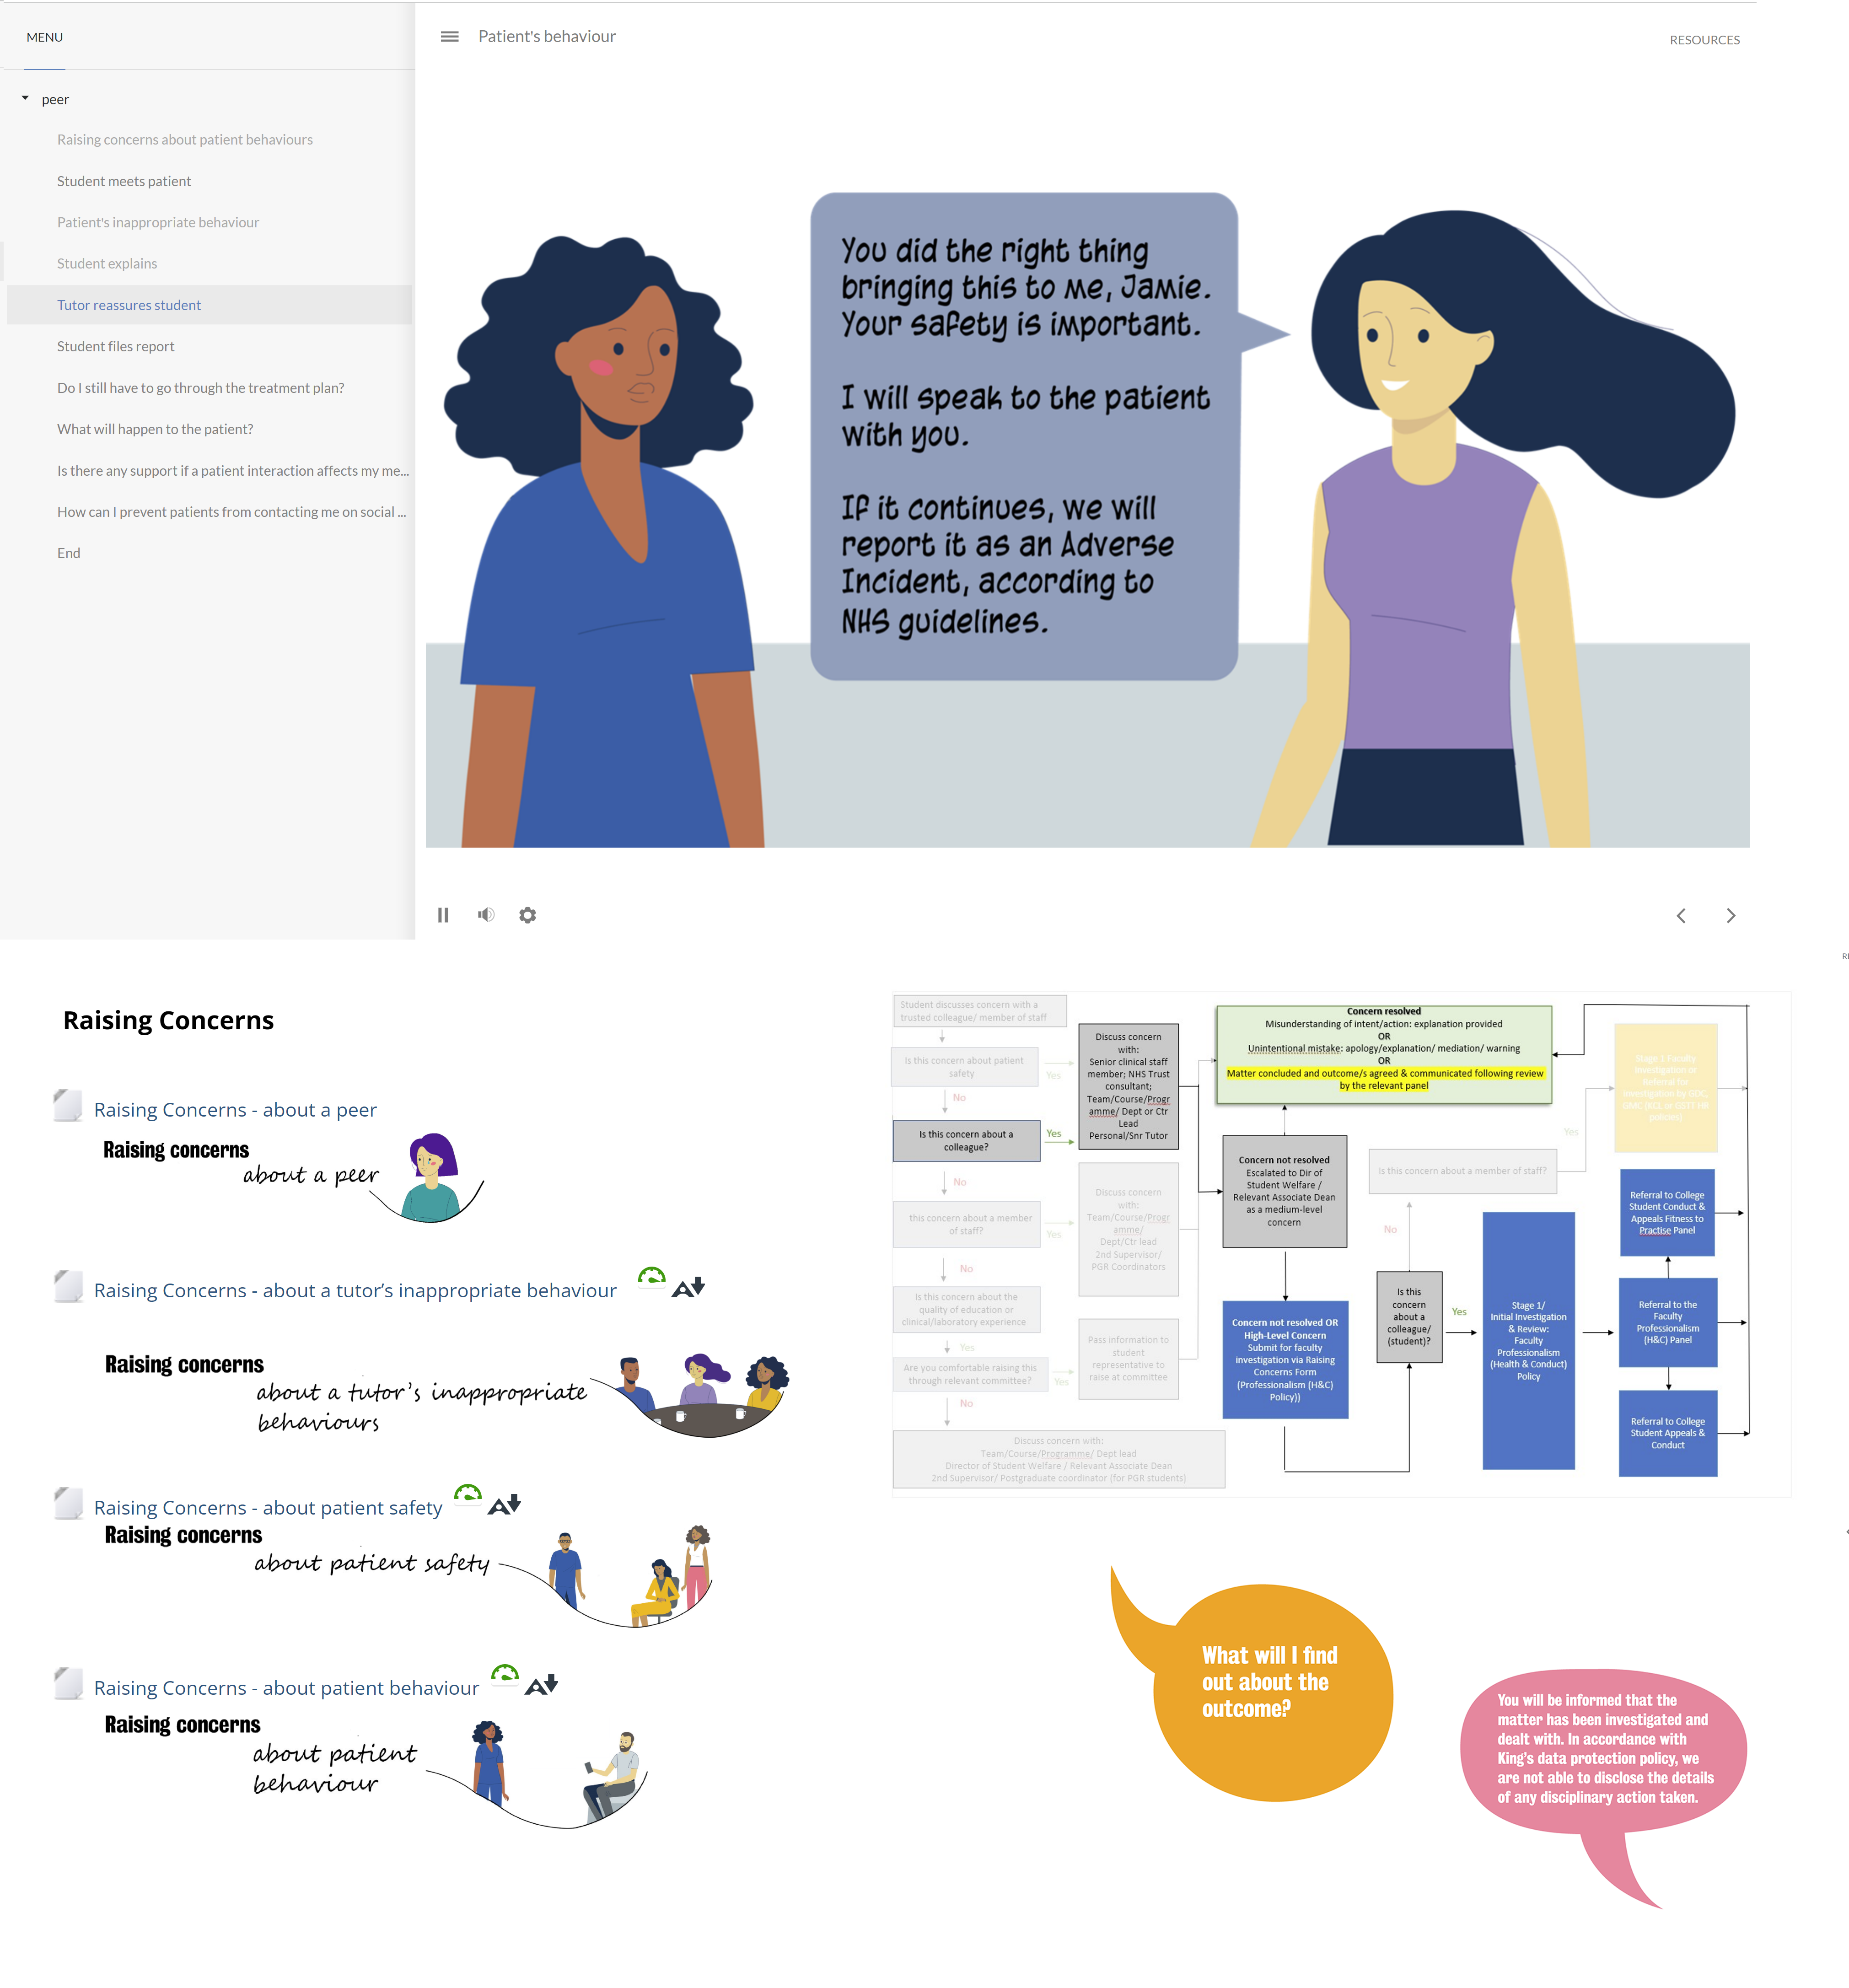 MENU
Patient's behaviour
RESOURCES
peer
Raising concerns about patient behaviours
Student meets patient
Patient's inappropriate behaviour
Student explains
Tutor reassures student
Student files report
Do I still have to go through the treatment plan?
What will happen to the patient?
Is there any support if a patient interaction affects my me...
How can I prevent patients from contacting me on social ...
End
You did the right thing
bringing this to me, Jamie.
Your safety is important.
I will speak to the patient
with you.
If it continues, we will
report it as an Adverse
Incident, according to
NHS guidelines.
Raising Concerns
Raising Concerns - about a peer
Raising concerns
about a peer
Raising Concerns - about a tutor's inappropriate behaviour
Raising concerns
about a tutor's inappropriate
behaviours
Raising Concerns - about patient safety
Raising concerns
about patient safety
Raising Concerns - about patient behaviour
Raising concerns
about patient
behaviour
Student discusses concern with a
trusted colleague/ member of staff
Is this concern about patient
safety
Yes
No
Is this concern about a
colleague?
Yes
No
this concern about a member
of staff?
Yes
No
Is this concern about the
quality of education or
clinical/laboratory experience
Yes
Are you comfortable raising this
through relevant committee?
Yes
No
Discuss concern with:
Team/Course/Programme/ Dept lead
Director of Student Welfare / Relevant Associate Dean
2nd Supervisor/ Postgraduate coordinator (for PGR students)
Discuss concern
with:
Senior clinical staff
member; NHS Trust
consultant;
Team/Course/Progr
amme/ Dept or Ctr
Lead
Personal/Snr Tutor
Discuss concern
with:
Team/Course/Progr
amme/
Dept/Ctr lead
2nd Supervisor/
PGR Coordinators
Pass information to
student
representative to
raise at committee
Concern resolved
Misunderstanding of intent/action: explanation provided
OR
Unintentional mistake: apology/explanation/ mediation/ warning
OR
Matter concluded and outcome/s agreed & communicated following review
by the relevant panel
Concern not resolved
Escalated to Dir of
Student Welfare /
Relevant Associate Dean
as a medium-level
concern
Concern not resolved OR
High-Level Concern
Submit for faculty
investigation via Raising
Concerns Form
(Professionalism (H&C)
Policy))
Is this concern about a member of staff?
Yes
No
Is this
concern
about a
colleague/
(student)?
Yes
Stage 1/
Initial Investigation
& Review:
Faculty
Professionalism
(Health & Conduct)
Policy
Stage 1 Faculty
Investigation or
Referral for
investigation by GDC,
GMC (KCL or GSTT HR
policies)
Referral to College
Student Conduct &
Appeals Fitness to
Practise Panel
Referral to the
Faculty
Professionalism
(H&C) Panel
Referral to College
Student Appeals &
Conduct
What will I find
out about the
outcome?
You will be informed that the
matter has been investigated and
dealt with. In accordance with
King's data protection policy, we
are not able to disclose the details
of any disciplinary action taken.